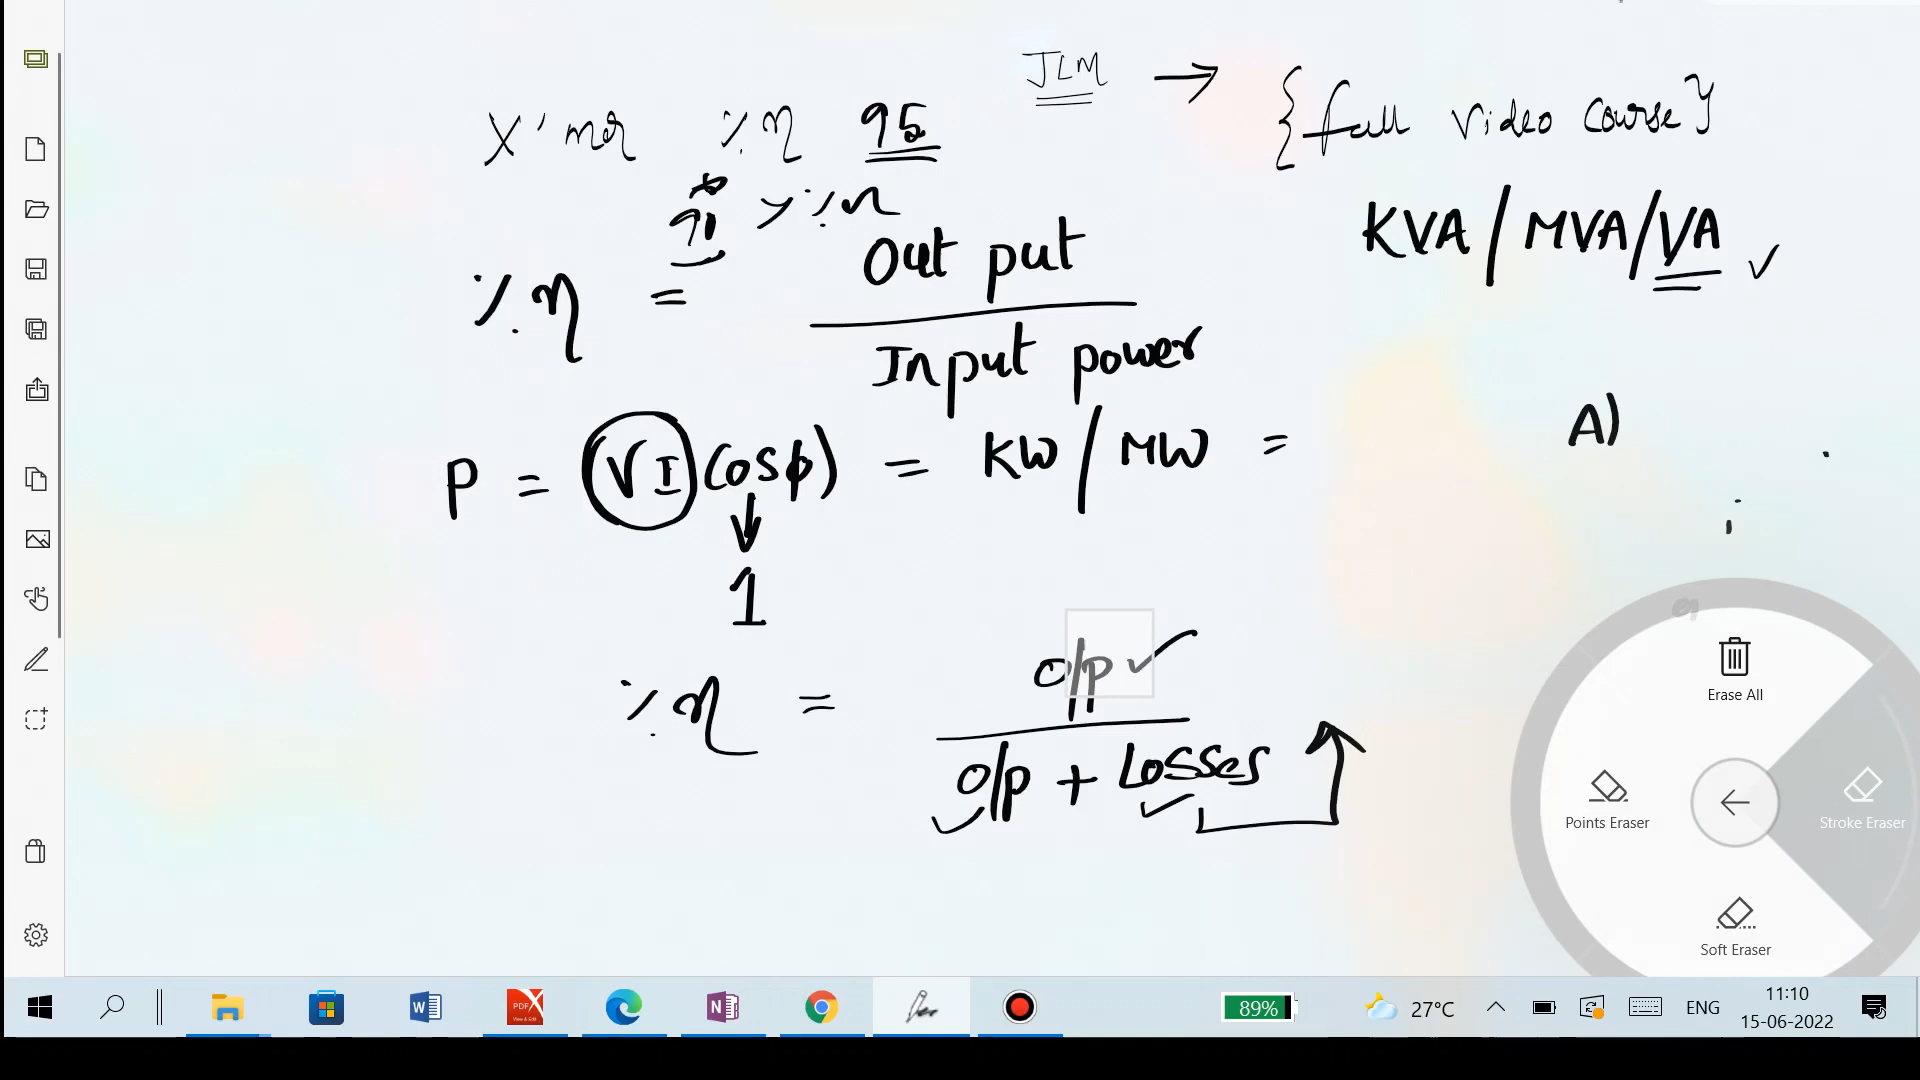 JLM → {full video course}
X'mer % η 95
91 > % η
KVA / MVA / VA ✓
% η = Out put
Input power
P = VI (cosϕ) = KW / MW =
A)
1
% η = o/p ✓
o/p + Losses
Erase All
Points Eraser
Stroke Eraser
Soft Eraser
89%
27°C
ENG
11:10
15-06-2022